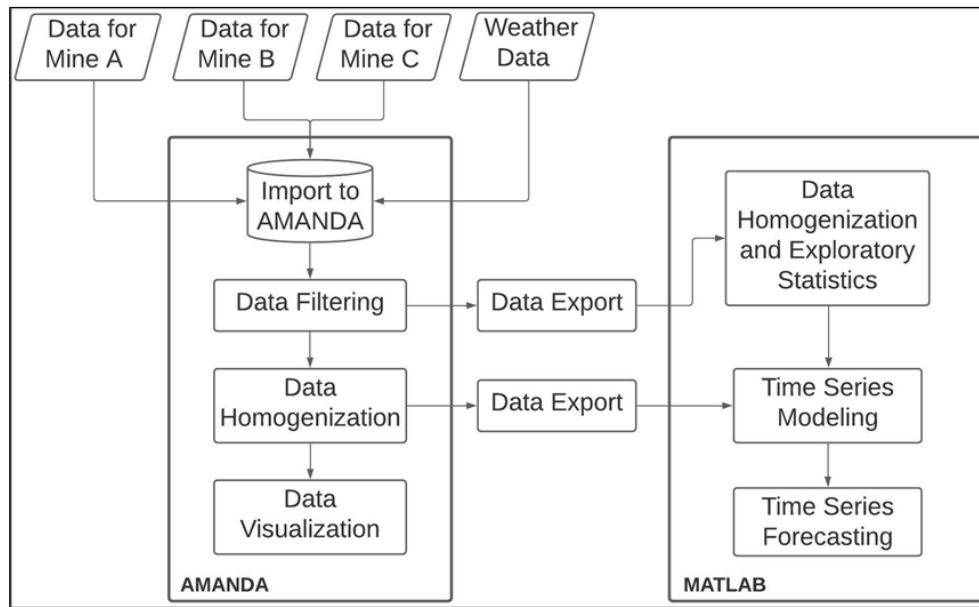 Data for
Mine A
Data for
Mine B
Data for
Mine C
Weather
Data
Import to
AMANDA
Data Filtering
Data Export
Data
Homogenization
and Exploratory
Statistics
Data
Homogenization
Data Export
Time Series
Modeling
Data
Visualization
Time Series
Forecasting
AMANDA
MATLAB